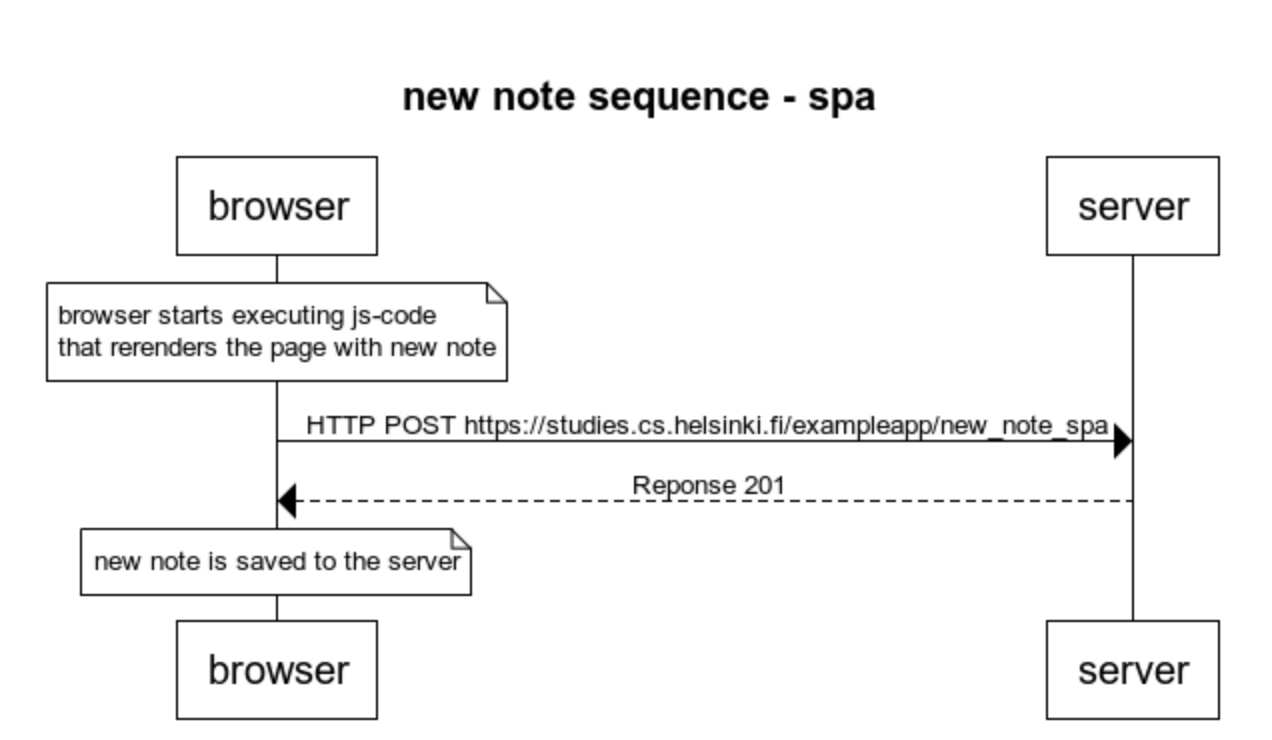 new note sequence - spa
browser
server
browser starts executing js-code
that rerenders the page with new note
HTTP POST https://studies.cs.helsinki.fi/exampleapp/new_note_spa
Reponse 201
new note is saved to the server
browser
server